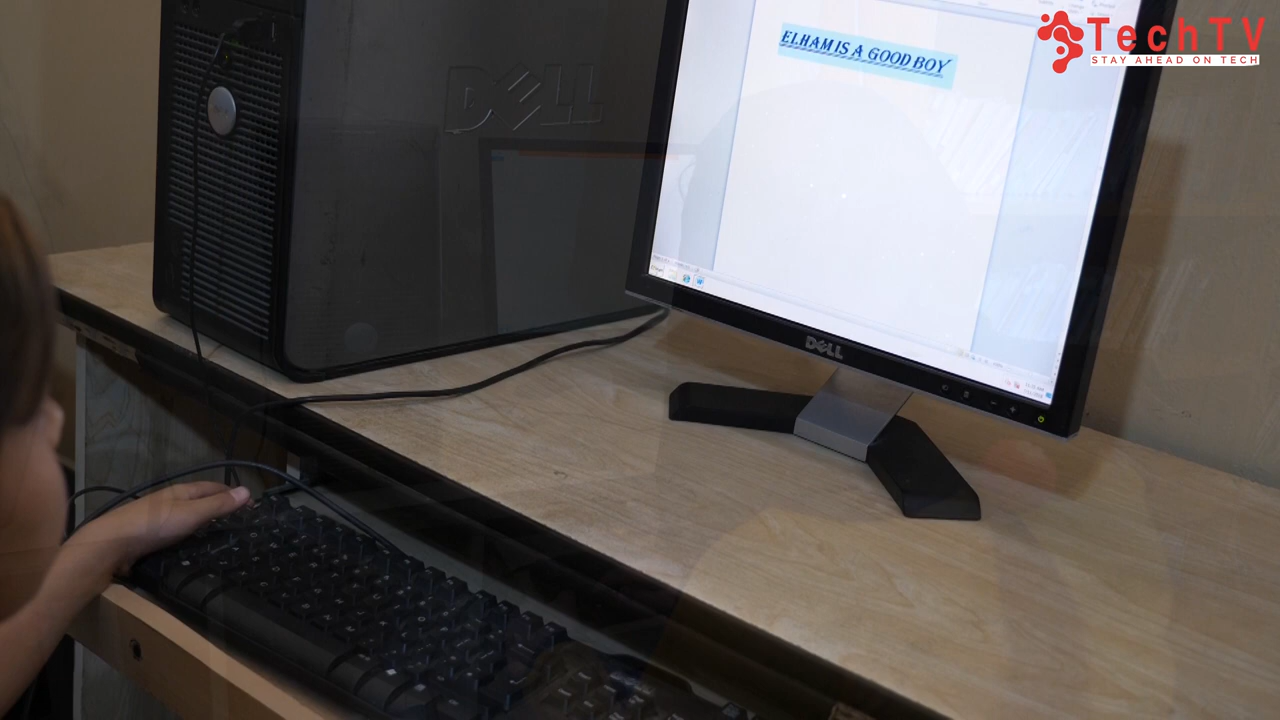 TechTV
STAY AHEAD ON TECH
ELHAM IS A GOOD BOY
DELL
DELL